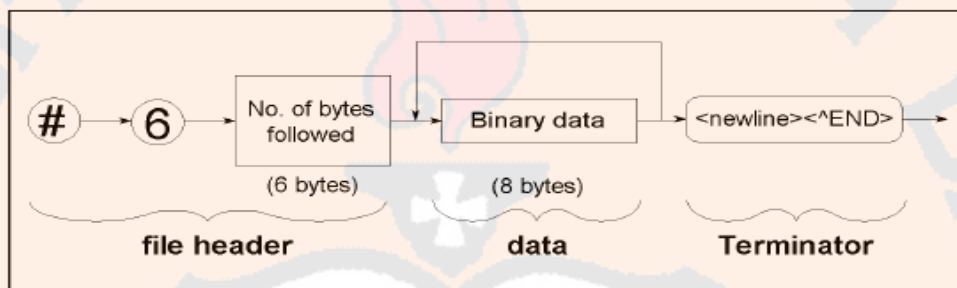 #
6
No. of bytes
followed
Binary data
<newline><^END>
(6 bytes)
(8 bytes)
file header
data
Terminator